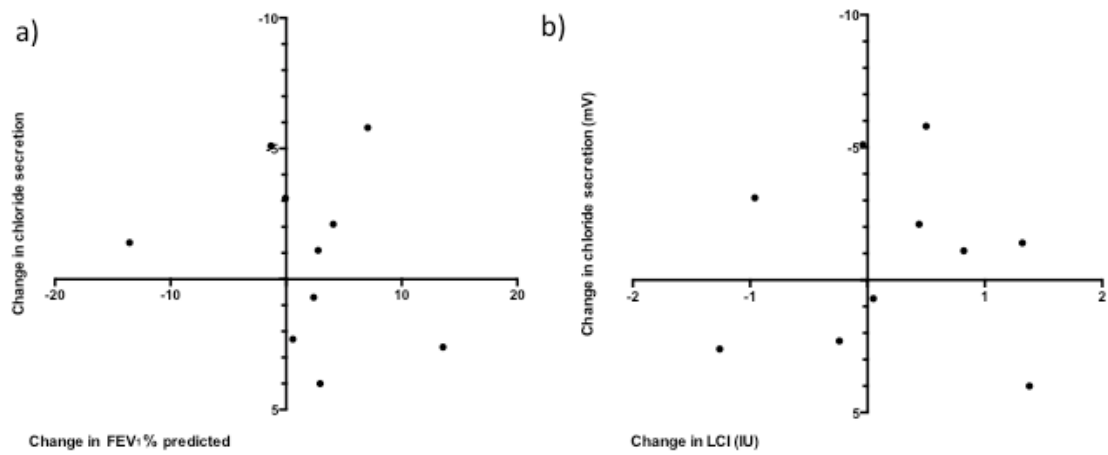 a)
-10
-5
-20
-10
10
20
5
Change in chloride secretion
Change in FEV1% predicted
b)
-10
-5
-2
-1
1
2
5
Change in chloride secretion (mV)
Change in LCI (IU)